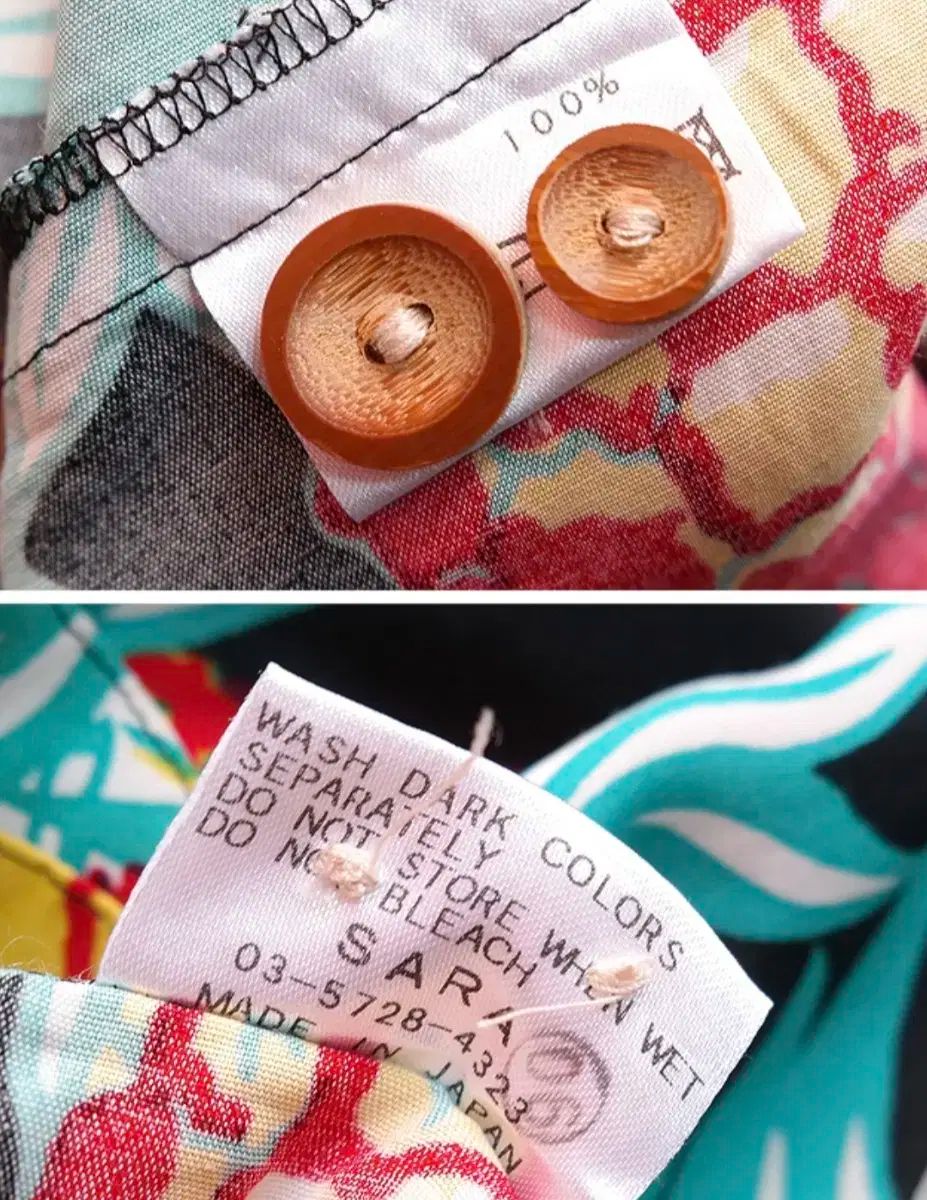 100%
WASH DARK COLORS
SEPARATELY
DO NOT STORE WHEN WET
DO NOT BLEACH
SARA
03-5728-4323
06
MADE IN JAPAN